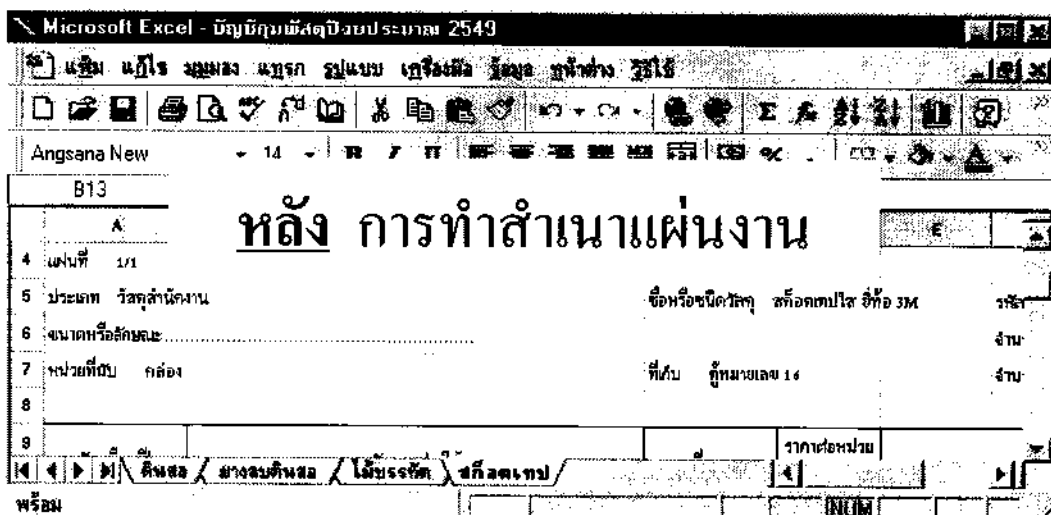 Microsoft Excel - บัญชีคุมพัสดุปีงบประมาณ 2549
แฟ้ม แก้ไข มุมมอง แทรก รูปแบบ เครื่องมือ ข้อมูล หน้าต่าง วิธีใช้
Angsana New 14
B13
หลัง การทำสำเนาแผ่นงาน
A E
4 แผ่นที่ 1/1
5 ประเภท วัสดุสำนักงาน ชื่อหรือชนิดวัสดุ สก็อตเทปใส ยี่ห้อ 3M รหัส
6 ขนาดหรือลักษณะ
7 หน่วยที่นับ กล่อง ที่เก็บ ตู้หมายเลข 16
8
9 ราคาต่อหน่วย
ดินสอ ยางลบดินสอ ไม้บรรทัด สก็อตเทป
พร้อม NUM